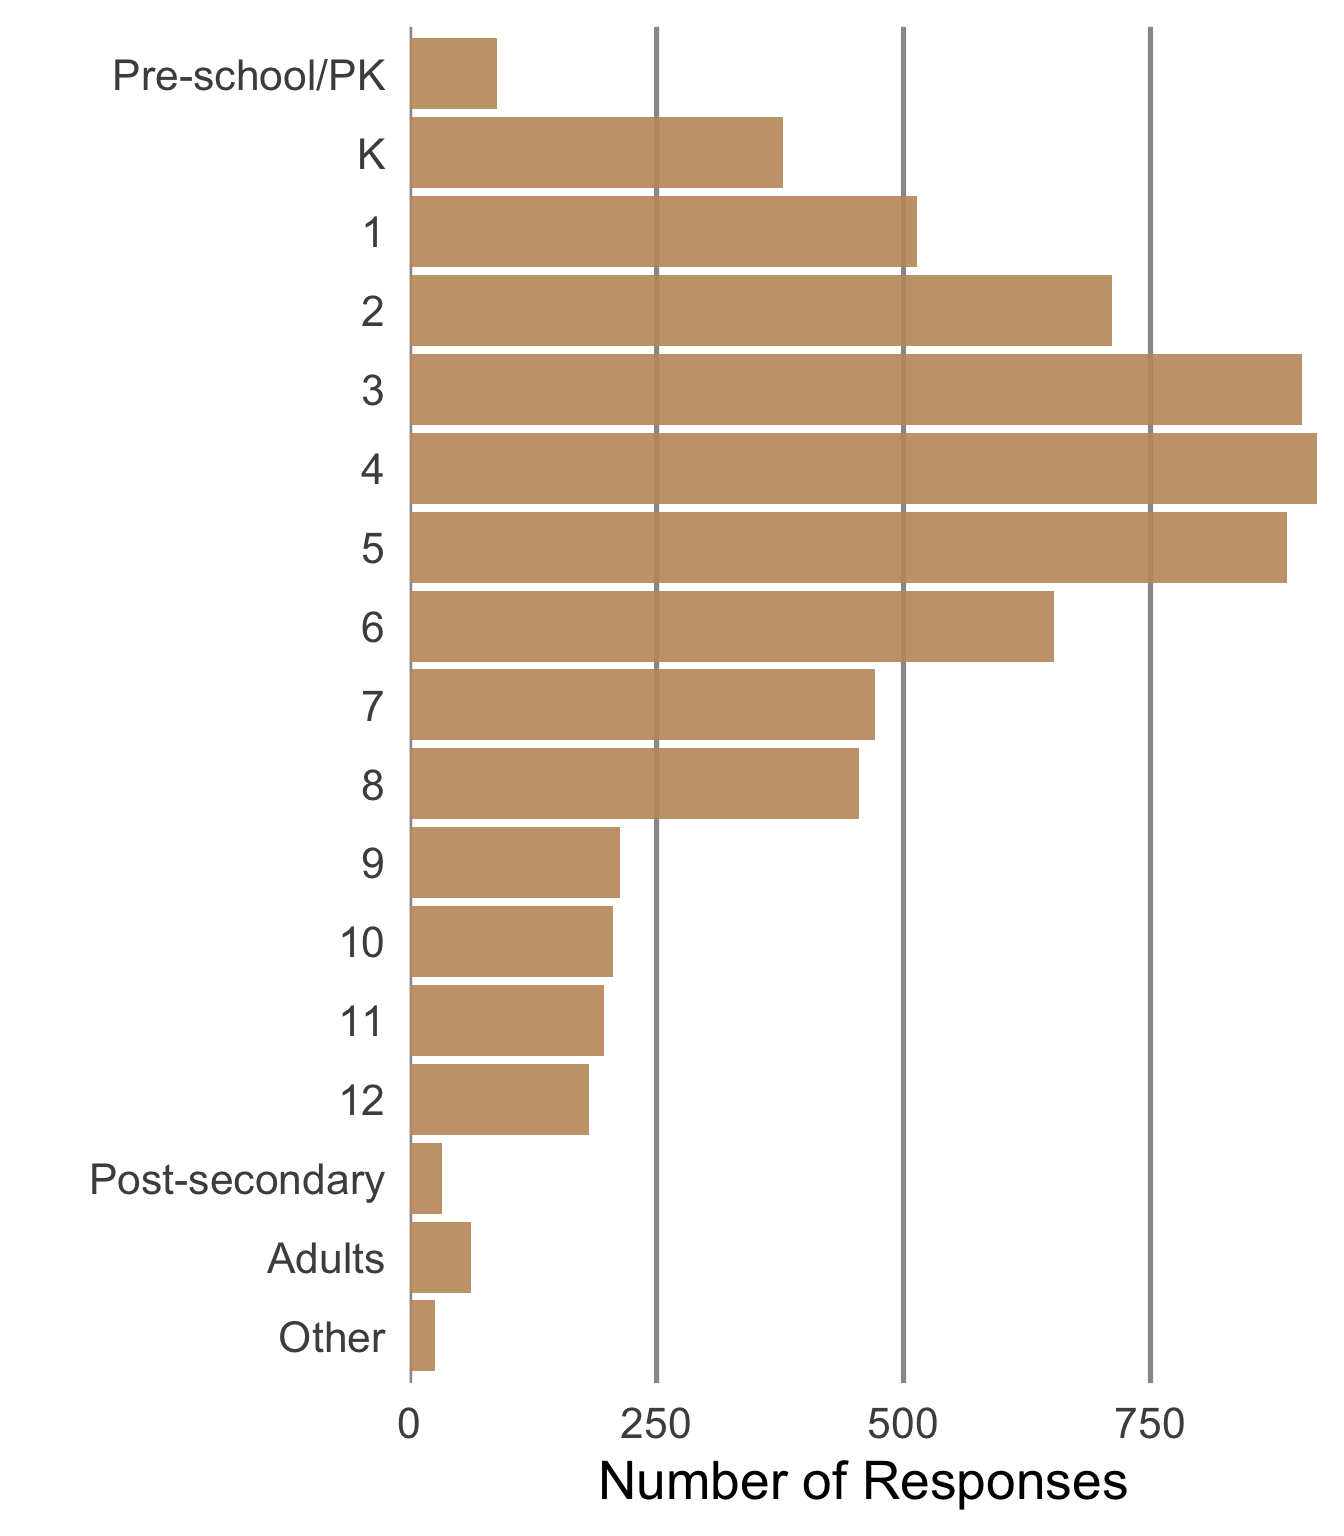 Pre-school/PK
K
1
2
3
4
5
6
7
8
9
10
11
12
Post-secondary
Adults
Other
0 250 500 750
Number of Responses